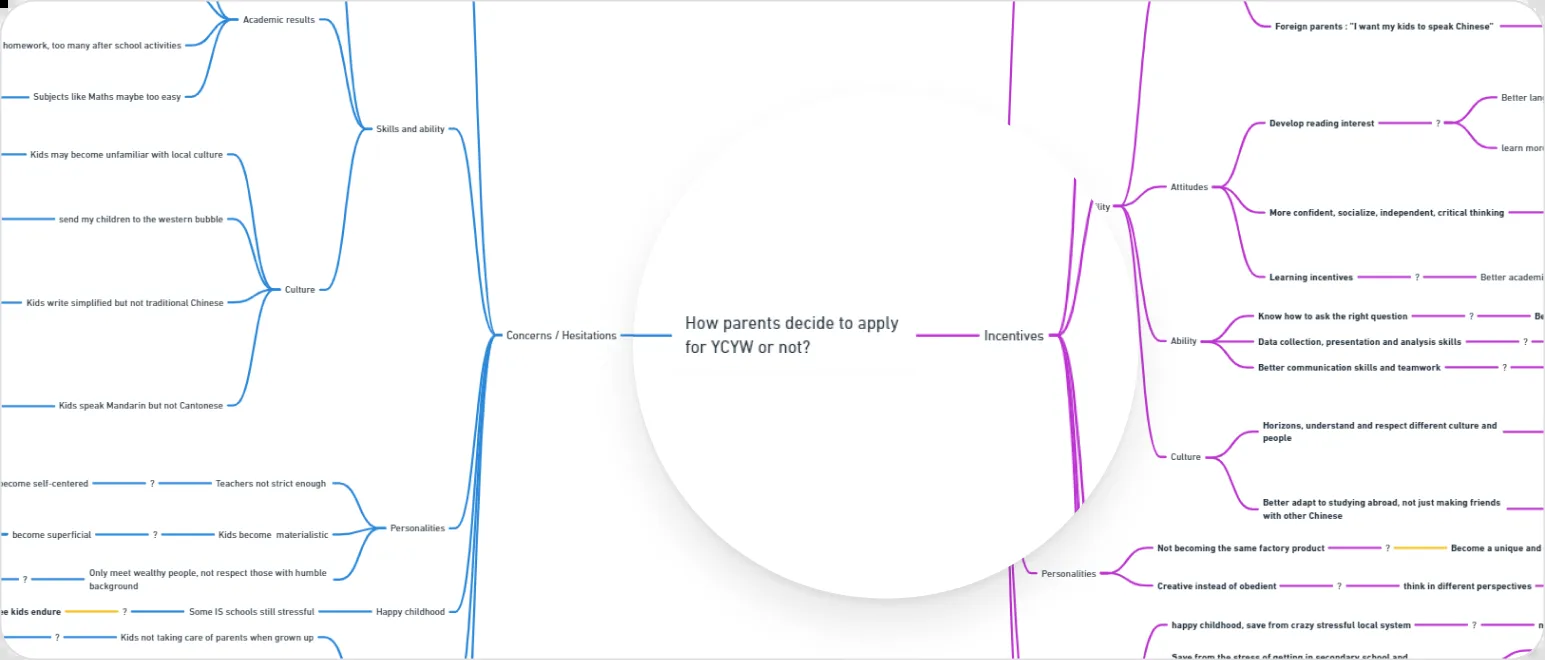 Academic results
homework, too many after school activities
Subjects like Maths maybe too easy
Skills and ability
Kids may become unfamiliar with local culture
send my children to the western bubble
Culture
Kids write simplified but not traditional Chinese
Kids speak Mandarin but not Cantonese
Concerns / Hesitations
become self-centered
?
Teachers not strict enough
become superficial
?
Kids become materialistic
Personalities
?
Only meet wealthy people, not respect those with humble
background
kids endure
?
Some IS schools still stressful
Happy childhood
?
Kids not taking care of parents when grown up
How parents decide to apply
for YCYW or not?
Incentives
Foreign parents : "I want my kids to speak Chinese"
Better
Develop reading interest
?
learn
Attitudes
More confident, socialize, independent, critical thinking
Learning incentives
?
Better
Know how to ask the right question
?
Ability
Data collection, presentation and analysis skills
?
Better communication skills and teamwork
?
Horizons, understand and respect different culture and
people
Culture
Better adapt to studying abroad, not just making friends
with other Chinese
Not becoming the same factory product
?
Become a unique and
Personalities
Creative instead of obedient
?
think in different perspectives
happy childhood, save from crazy stressful local system
?
Save from the stress of getting in secondary school and